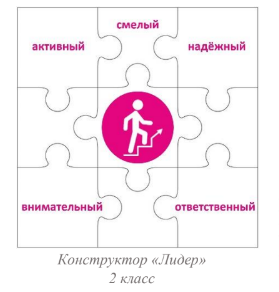 смелый
активный
надёжный
внимательный
ответственный
Конструктор «Лидер»
2 класс